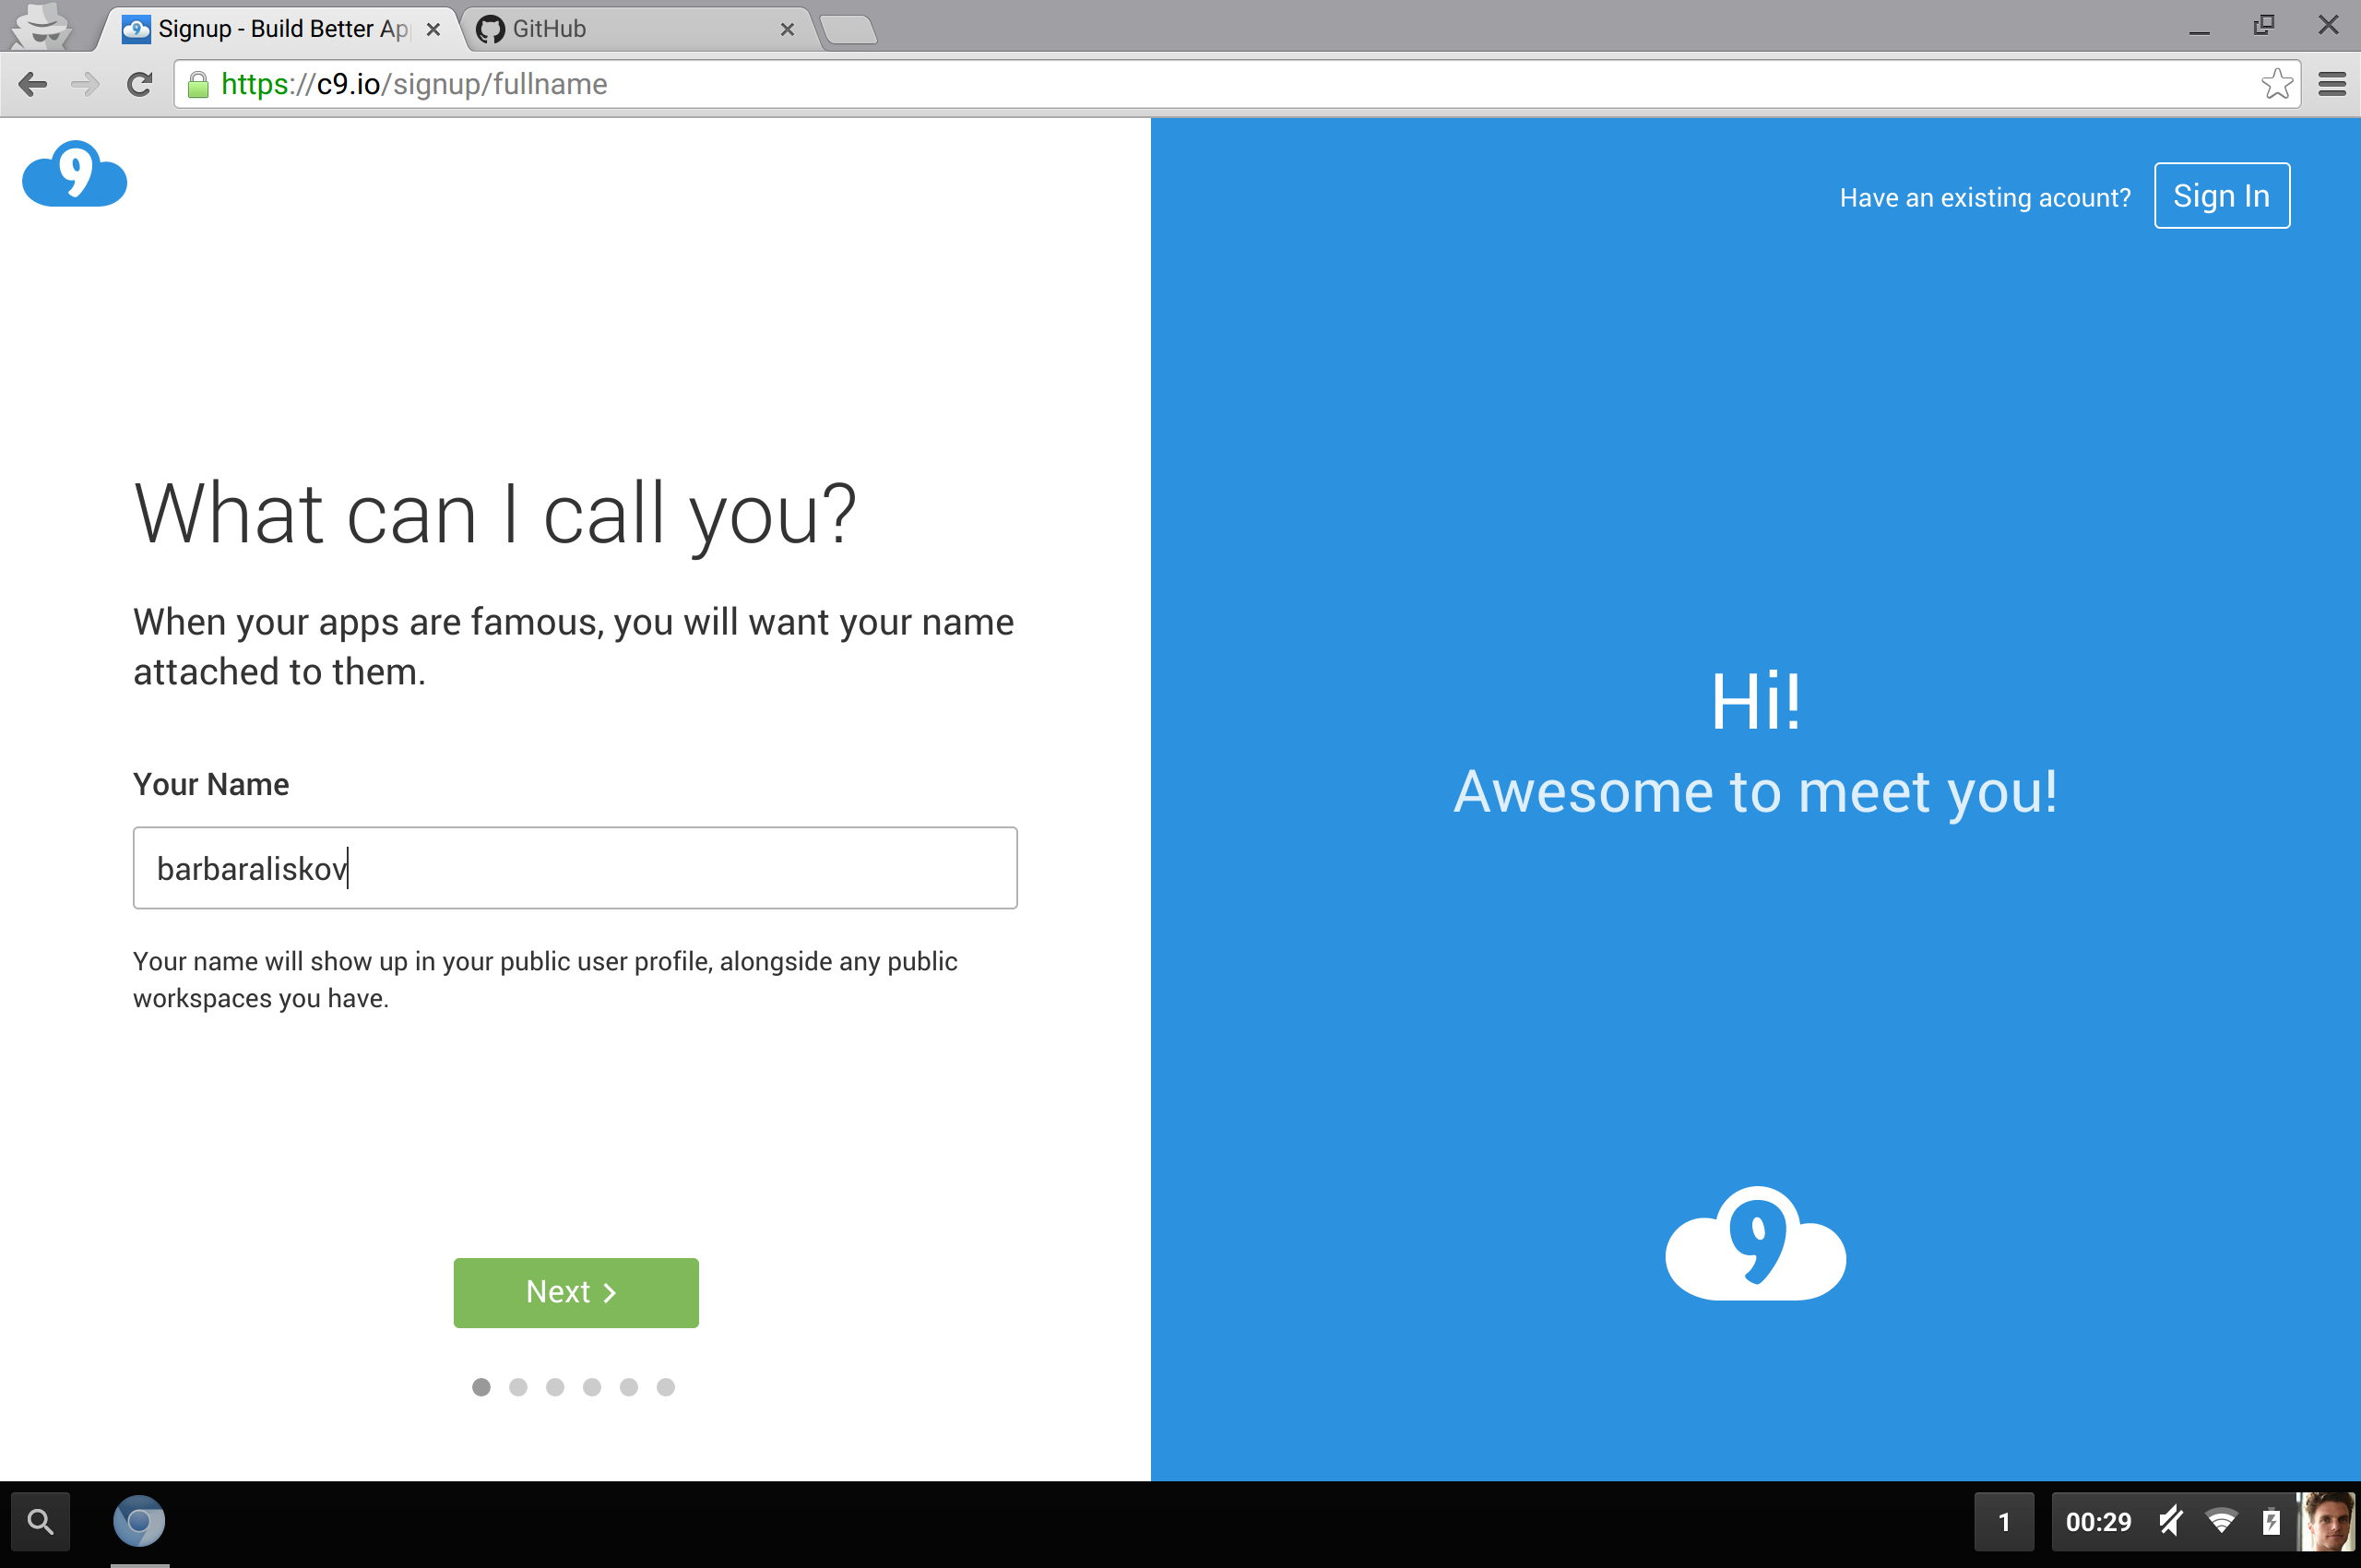 Signup - Build Better Ap
GitHub
https://c9.io/signup/fullname
9
Have an existing acount?
Sign In
What can I call you?
When your apps are famous, you will want your name
attached to them.
Your Name
barbaraliskov
Your name will show up in your public user profile, alongside any public
workspaces you have.
Next
Hi!
Awesome to meet you!
9
1
00:29